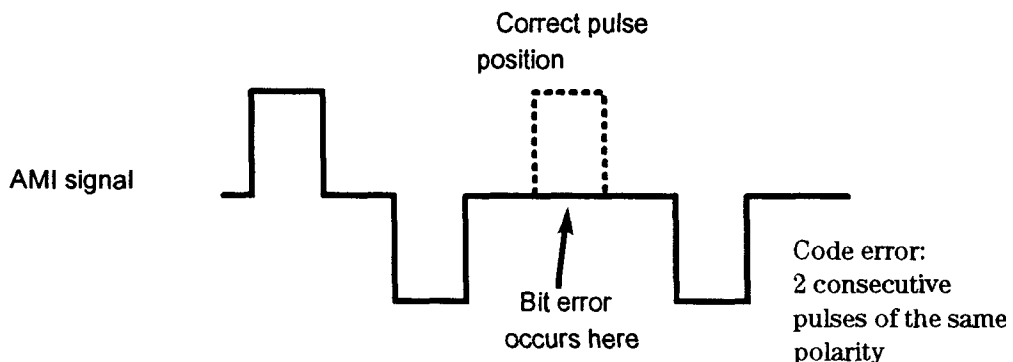 Correct pulse
position
AMI signal
Bit error
occurs here
Code error:
2 consecutive
pulses of the same
polarity